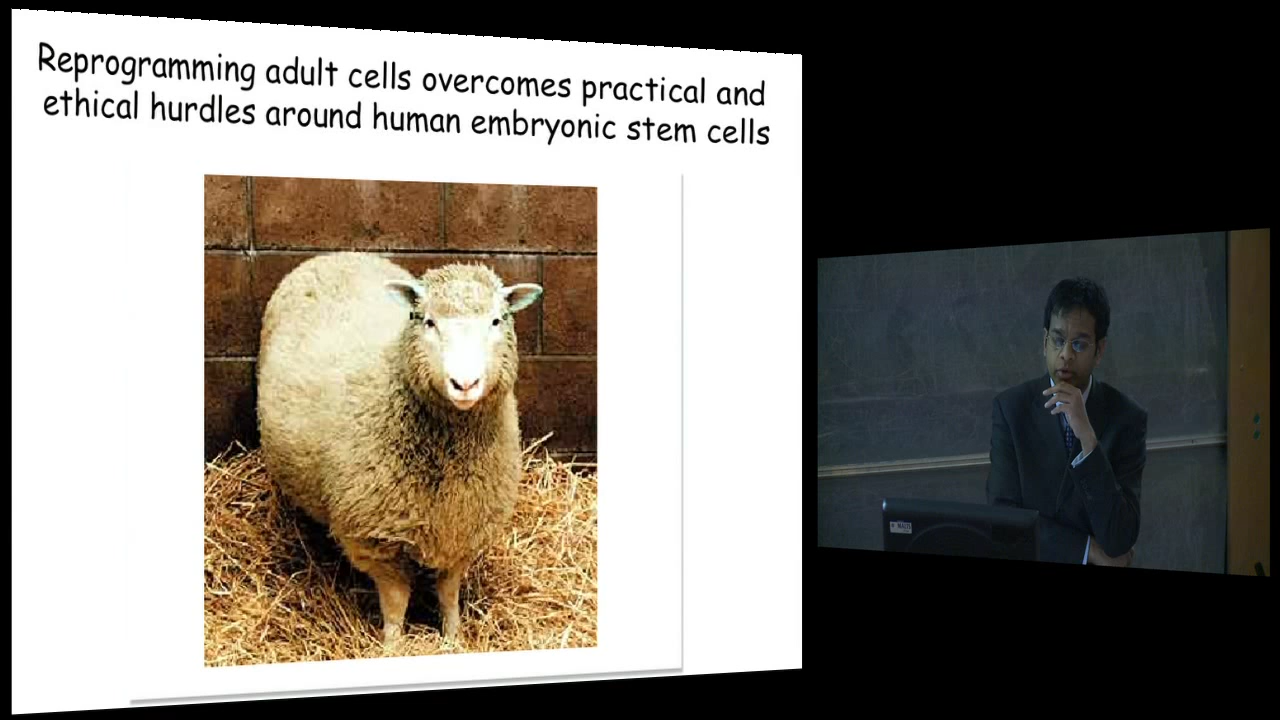 Reprogramming adult cells overcomes practical and
ethical hurdles around human embryonic stem cells